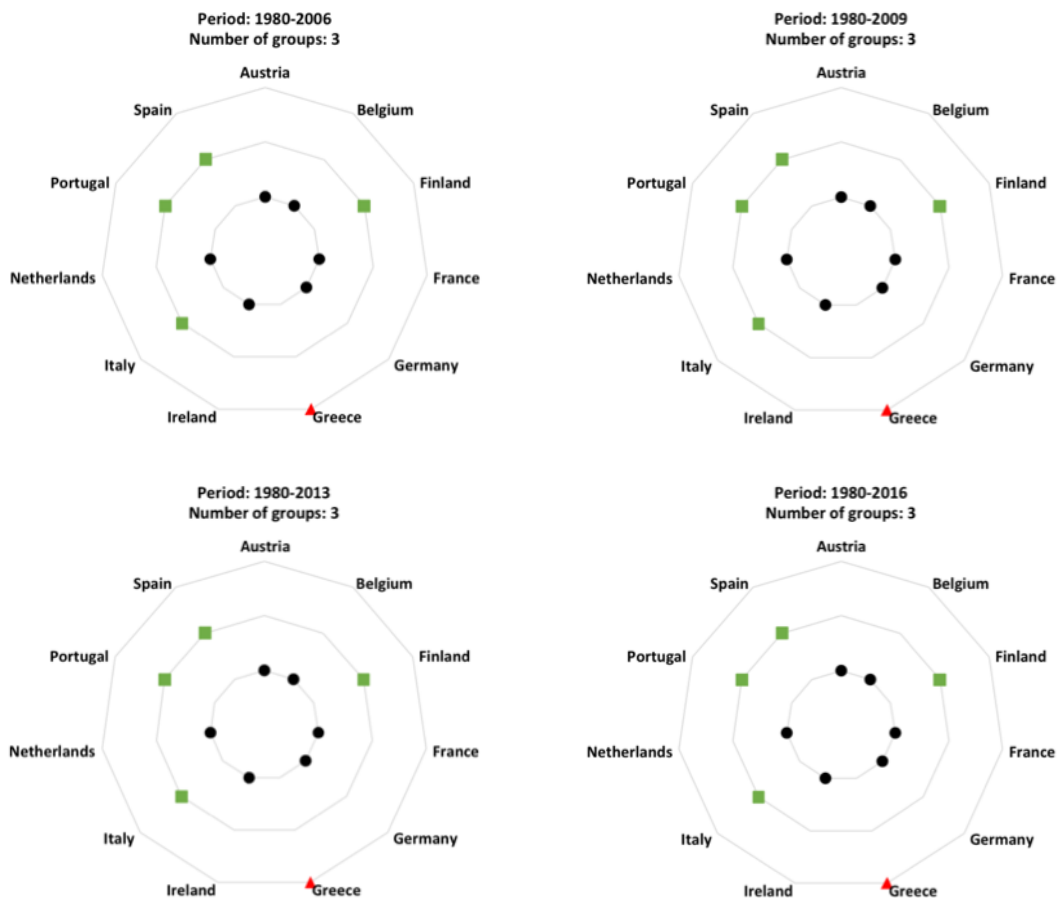 Period: 1980-2006
Number of groups: 3
Austria
Spain
Belgium
Portugal
Finland
Netherlands
France
Italy
Germany
Ireland
Greece
Period: 1980-2009
Number of groups: 3
Austria
Spain
Belgium
Portugal
Finland
Netherlands
France
Italy
Germany
Ireland
Greece
Period: 1980-2013
Number of groups: 3
Austria
Spain
Belgium
Portugal
Finland
Netherlands
France
Italy
Germany
Ireland
Greece
Period: 1980-2016
Number of groups: 3
Austria
Spain
Belgium
Portugal
Finland
Netherlands
France
Italy
Germany
Ireland
Greece